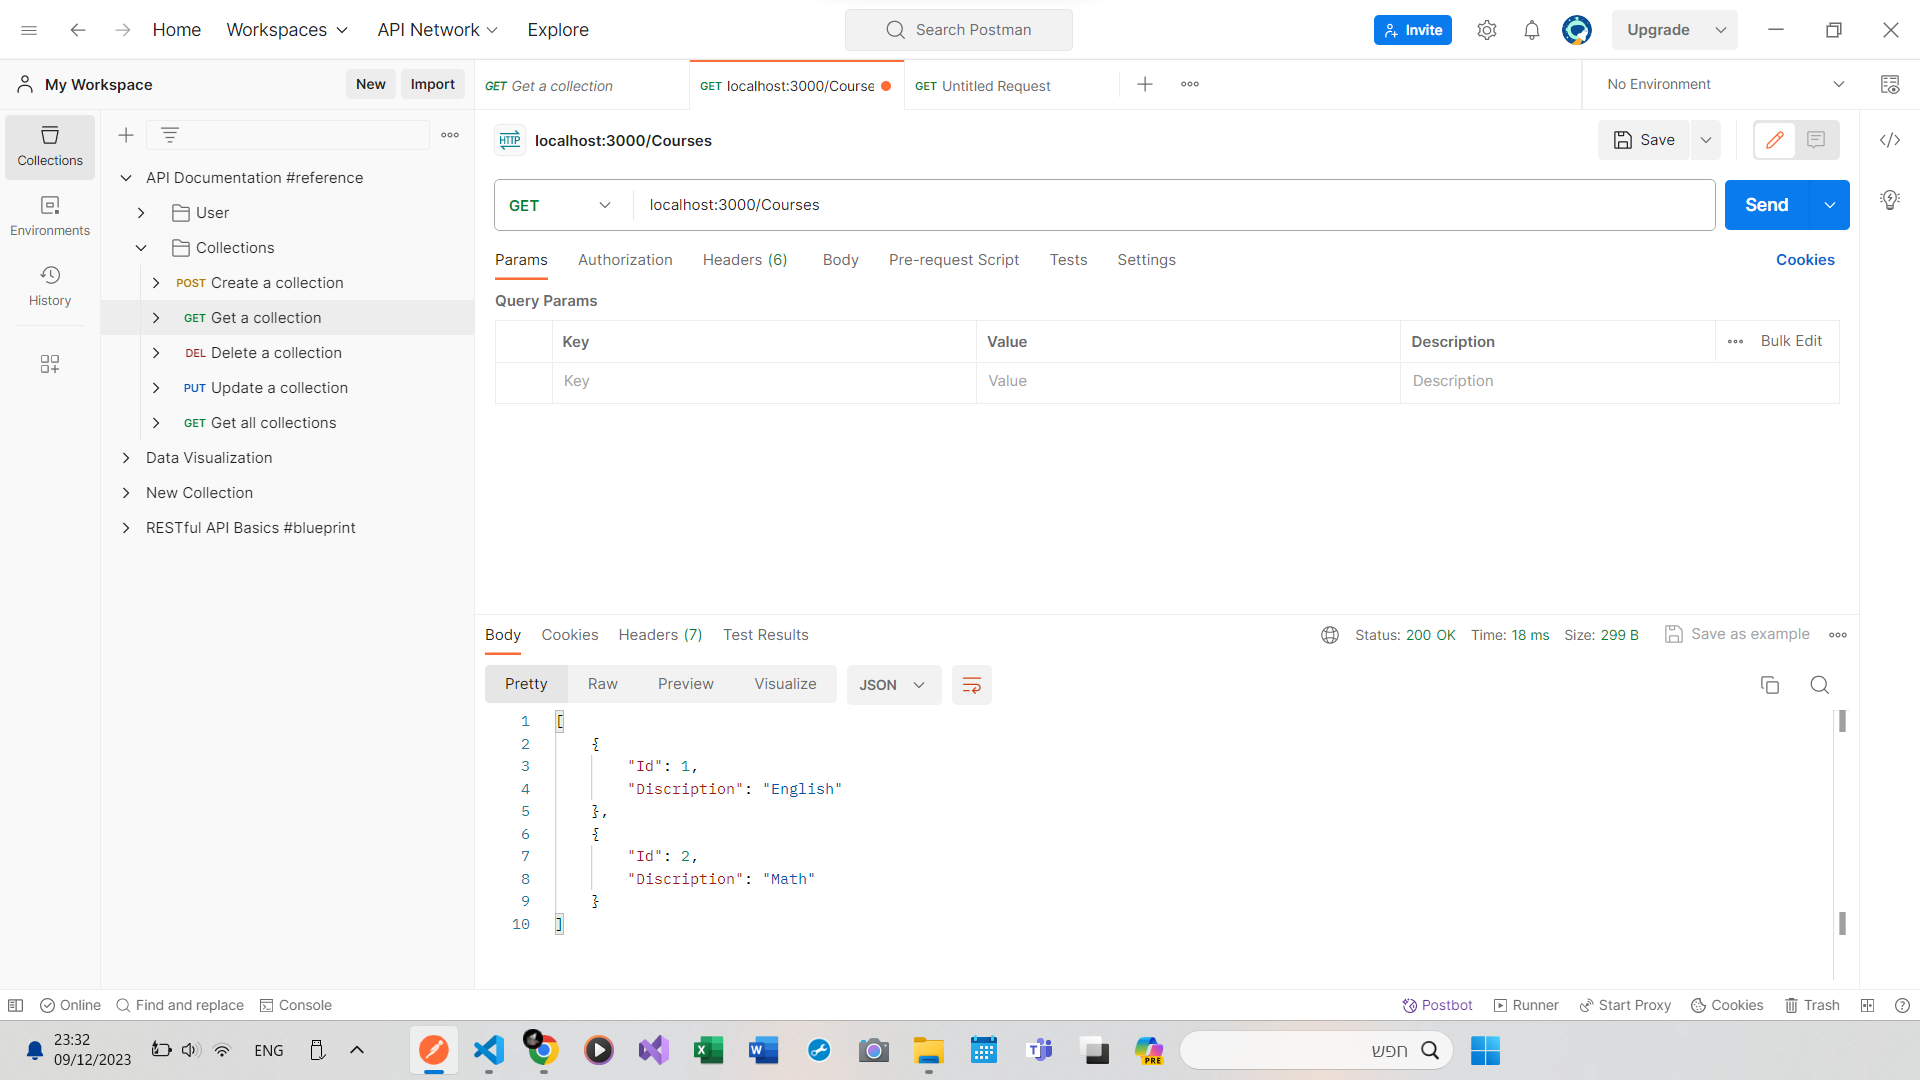 Home Workspaces API Network Explore Search Postman Invite Upgrade
My Workspace New Import GET Get a collection GET localhost:3000/Course GET Untitled Request No Environment
Collections
Environments
History
API Documentation #reference
User
Collections
POST Create a collection
GET Get a collection
DEL Delete a collection
PUT Update a collection
GET Get all collections
Data Visualization
New Collection
RESTful API Basics #blueprint
HTTP localhost:3000/Courses Save
GET localhost:3000/Courses Send
Params Authorization Headers (6) Body Pre-request Script Tests Settings Cookies
Query Params
Key Value Description Bulk Edit
Key Value Description
Body Cookies Headers (7) Test Results Status: 200 OK Time: 18 ms Size: 299 B Save as example
Pretty Raw Preview Visualize JSON
1 [
2 {
3 "Id": 1,
4 "Discription": "English"
5 },
6 {
7 "Id": 2,
8 "Discription": "Math"
9 }
10 ]
Online Find and replace Console Postbot Runner Start Proxy Cookies Trash
23:32
09/12/2023
ENG
PRE
חפש